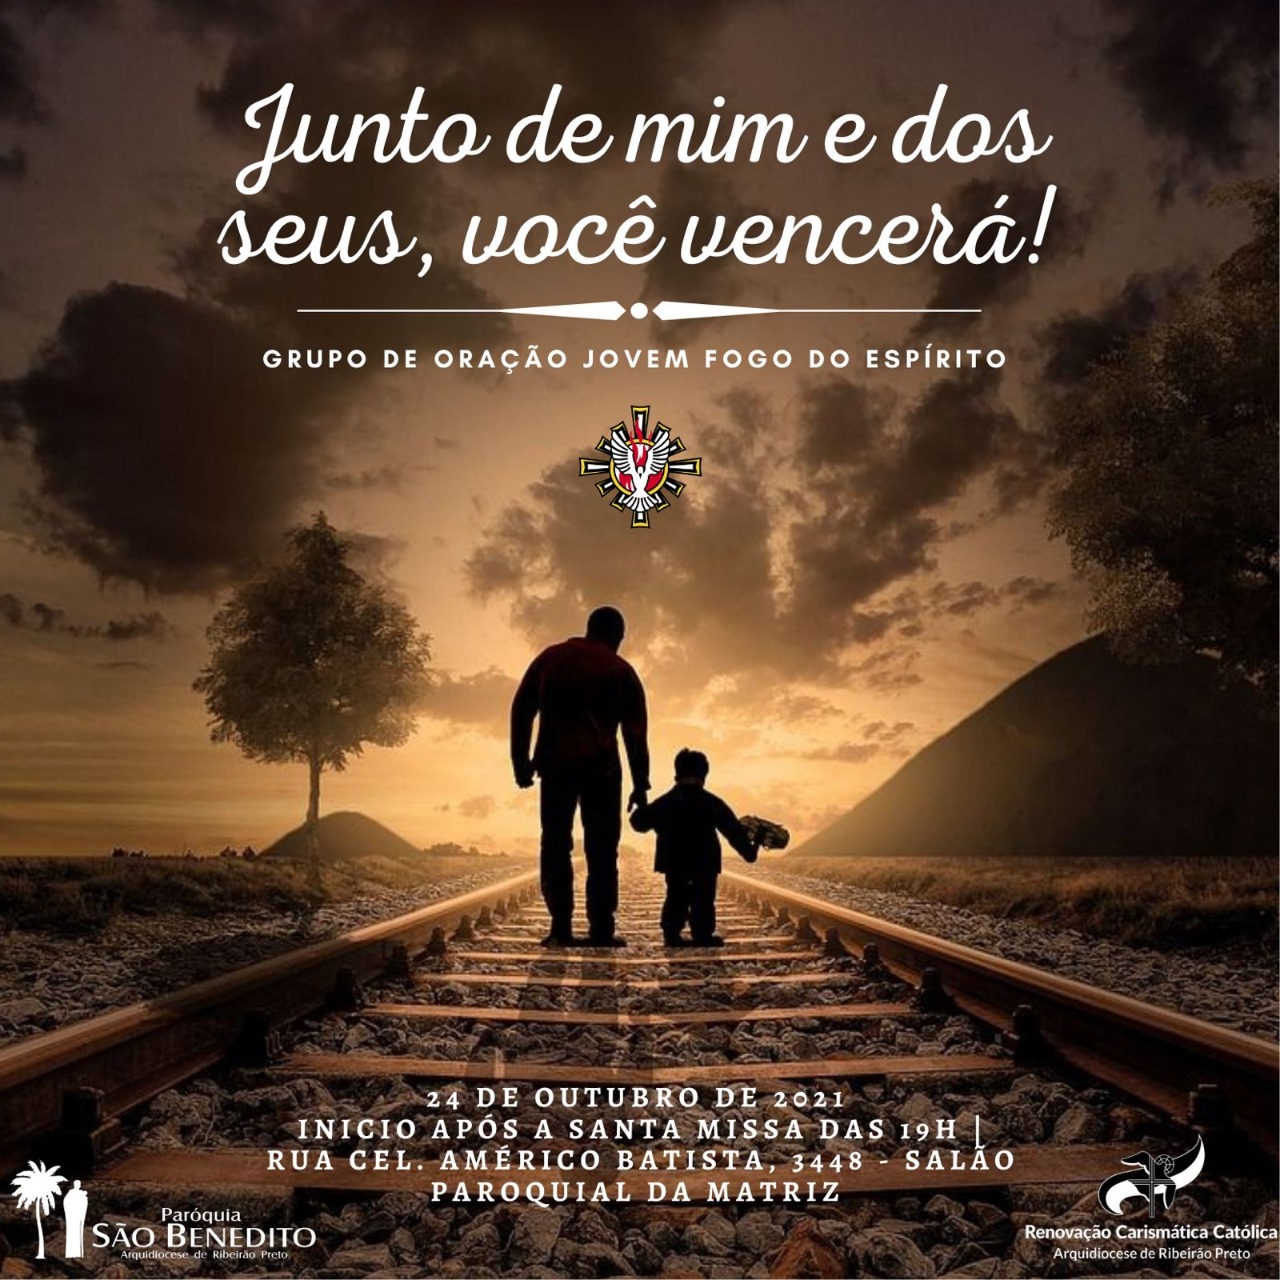 Junto de mim e dos
seus, você vencerá!
GRUPO DE ORAÇÃO JOVEM FOGO DO ESPÍRITO
24 DE OUTUBRO DE 2021
INICIO APÓS A SANTA MISSA DAS 19H |
RUA CEL. AMÉRICO BATISTA, 3448 - SALÃO
PAROQUIAL DA MATRIZ
Paróquia
SÃO BENEDITO
Arquidiocese de Ribeirão Preto
Renovação Carismática Católica
Arquidiocese de Ribeirão Preto